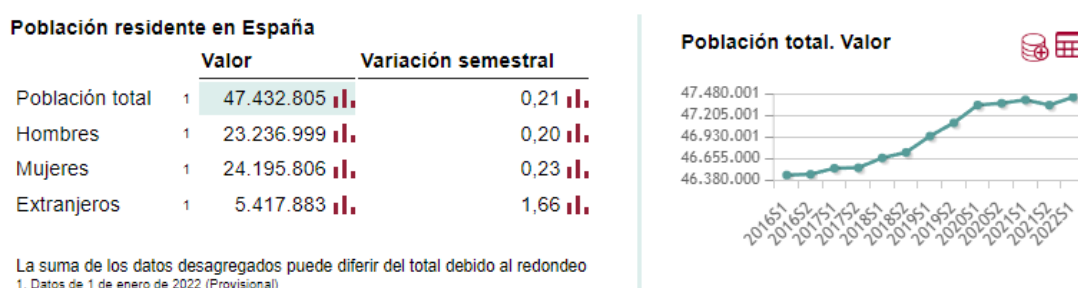 Población residente en España
Valor Variación semestral
Población total 1 47.432.805 0,21
Hombres 1 23.236.999 0,20
Mujeres 1 24.195.806 0,23
Extranjeros 1 5.417.883 1,66
La suma de los datos desagregados puede diferir del total debido al redondeo
1. Datos de 1 de enero de 2022 (Provisional)
Población total. Valor
47.480.001
47.205.001
46.930.001
46.655.000
46.380.000
2016S1 2016S2 2017S1 2017S2 2018S1 2018S2 2019S1 2019S2 2020S1 2020S2 2021S1 2021S2 2022S1